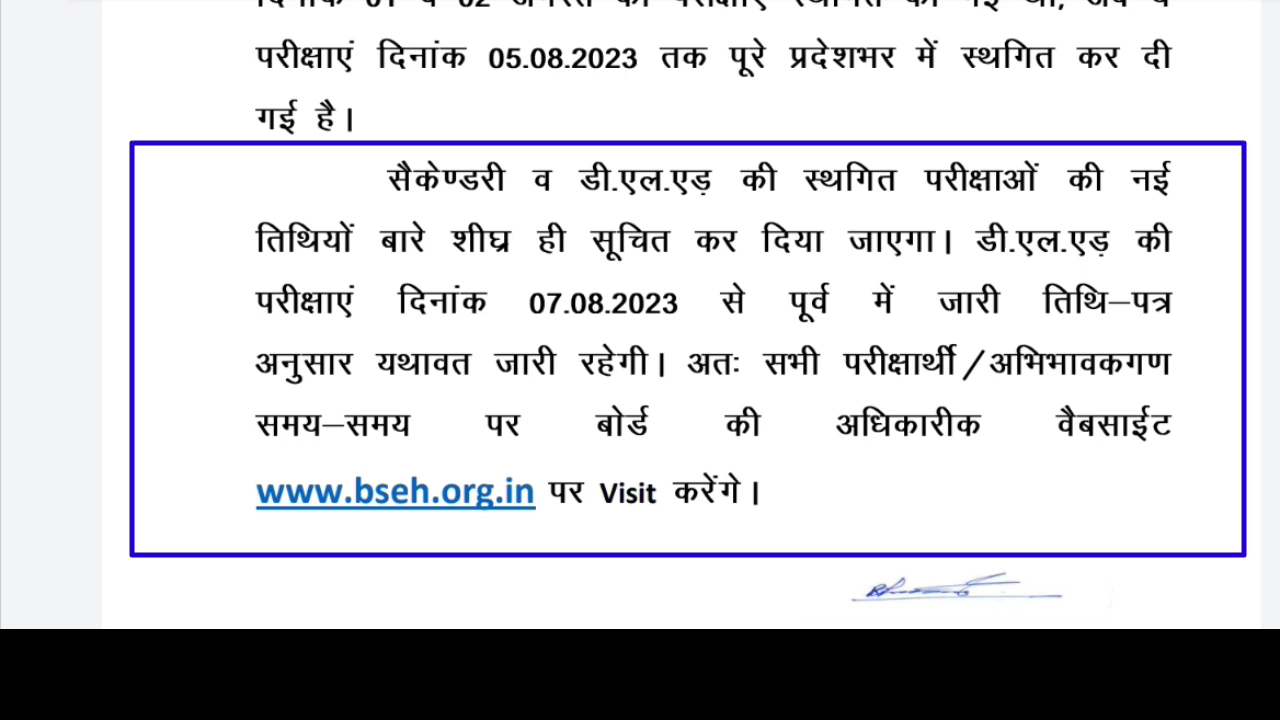 परीक्षाएं दिनांक 05.08.2023 तक पूरे प्रदेशभर में स्थगित कर दी
गई है।
सैकेण्डरी व डी.एल.एड़ की स्थगित परीक्षाओं की नई
तिथियों बारे शीघ्र ही सूचित कर दिया जाएगा। डी.एल.एड़ की
परीक्षाएं दिनांक 07.08.2023 से पूर्व में जारी तिथि–पत्र
अनुसार यथावत जारी रहेगी। अतः सभी परीक्षार्थी/अभिभावकगण
समय–समय पर बोर्ड की अधिकारीक वैबसाईट
www.bseh.org.in पर Visit करेंगे।